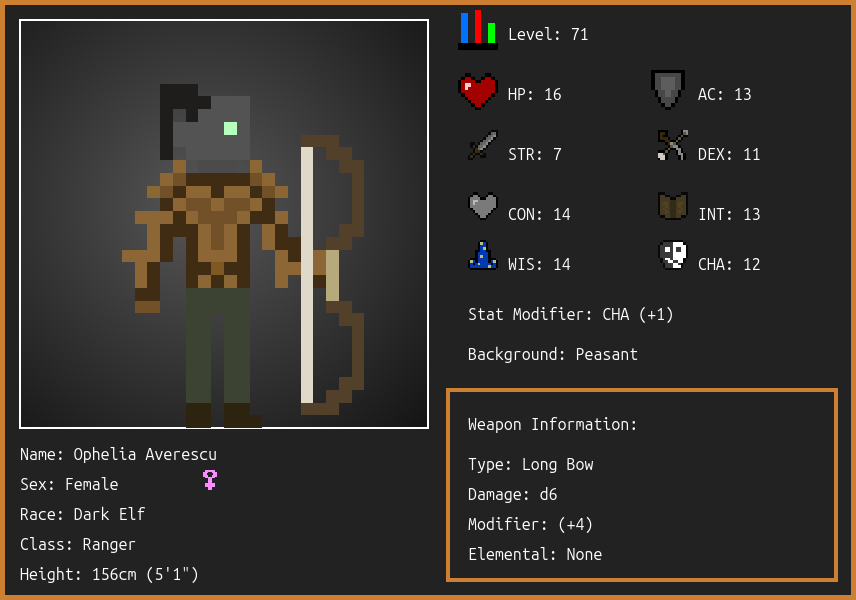 Level: 71
HP: 16
AC: 13
STR: 7
DEX: 11
CON: 14
INT: 13
WIS: 14
CHA: 12
Stat Modifier: CHA (+1)
Background: Peasant
Weapon Information:
Type: Long Bow
Damage: d6
Modifier: (+4)
Elemental: None
Name: Ophelia Averescu
Sex: Female
Race: Dark Elf
Class: Ranger
Height: 156cm (5'1")